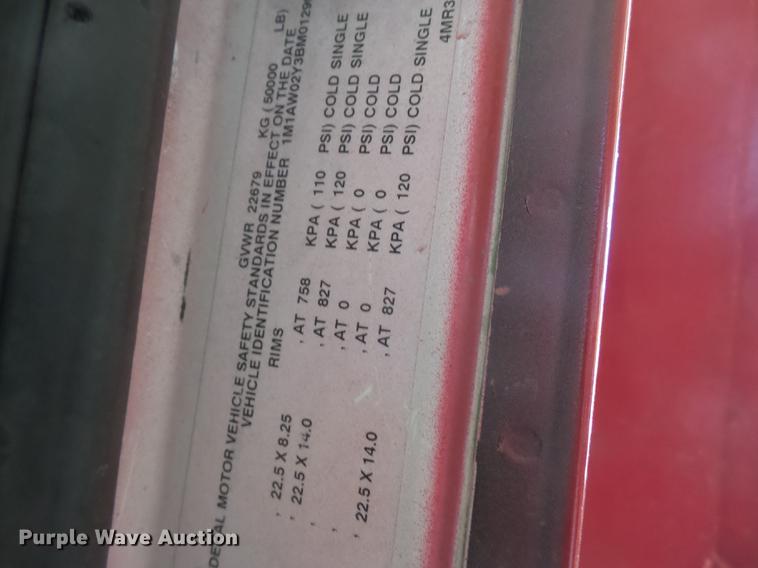 GVWR 22679 KG ( 50000 LB)
DERAL MOTOR VEHICLE SAFETY STANDARDS IN EFFECT ON THE DATE
VEHICLE IDENTIFICATION NUMBER 1M1AW02Y3BM0129
RIMS
, 22.5 X 8.25 , AT 758 KPA ( 110 PSI) COLD SINGLE
, 22.5 X 14.0 , AT 827 KPA ( 120 PSI) COLD SINGLE
, , AT 0 KPA ( 0 PSI) COLD
, , AT 0 KPA ( 0 PSI) COLD
, 22.5 X 14.0 , AT 827 KPA ( 120 PSI) COLD SINGLE
4MR3
Purple Wave Auction